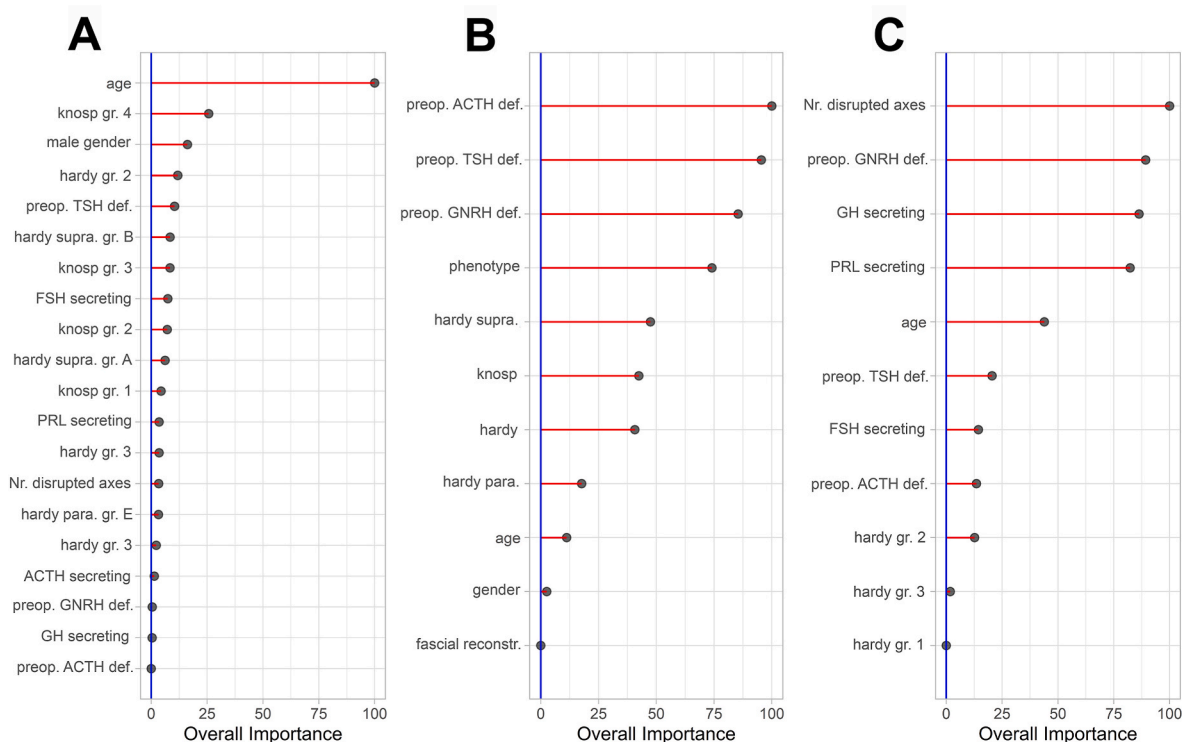 A
age
knosp gr. 4
male gender
hardy gr. 2
preop. TSH def.
hardy supra. gr. B
knosp gr. 3
FSH secreting
knosp gr. 2
hardy supra. gr. A
knosp gr. 1
PRL secreting
hardy gr. 3
Nr. disrupted axes
hardy para. gr. E
hardy gr. 3
ACTH secreting
preop. GNRH def.
GH secreting
preop. ACTH def.
0 25 50 75 100
Overall Importance
B
preop. ACTH def.
preop. TSH def.
preop. GNRH def.
phenotype
hardy supra.
knosp
hardy
hardy para.
age
gender
fascial reconstr.
0 25 50 75 100
Overall Importance
C
Nr. disrupted axes
preop. GNRH def.
GH secreting
PRL secreting
age
preop. TSH def.
FSH secreting
preop. ACTH def.
hardy gr. 2
hardy gr. 3
hardy gr. 1
0 25 50 75 100
Overall Importance